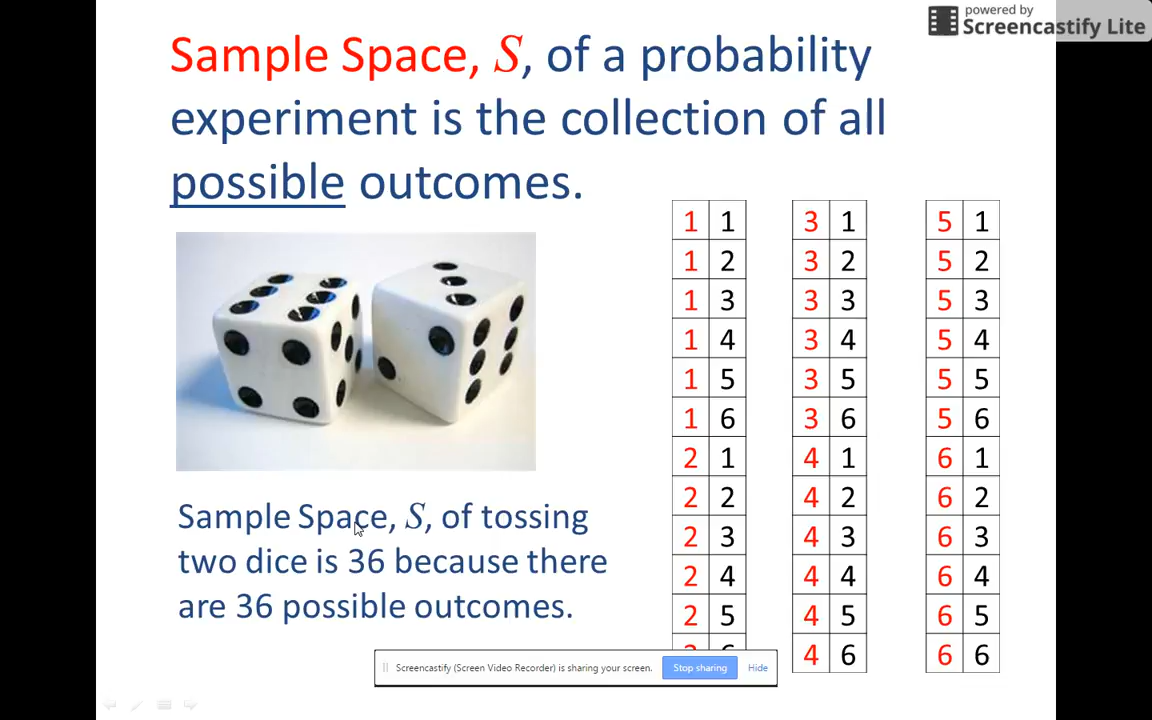 powered by
Screencastify Lite
Sample Space, S, of a probability
experiment is the collection of all
possible outcomes.
1 1 3 1 5 1
1 2 3 2 5 2
1 3 3 3 5 3
1 4 3 4 5 4
1 5 3 5 5 5
1 6 3 6 5 6
2 1 4 1 6 1
2 2 4 2 6 2
2 3 4 3 6 3
2 4 4 4 6 4
2 5 4 5 6 5
4 6 6 6
Sample Space, S, of tossing
two dice is 36 because there
are 36 possible outcomes.
Screencastify (Screen Video Recorder) is sharing your screen. Stop sharing Hide